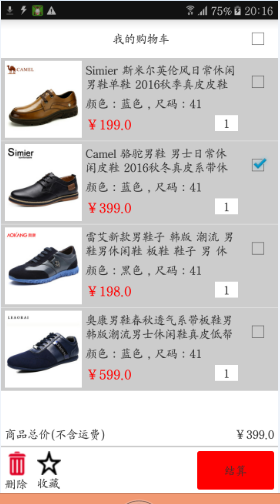 75% 20:16
我的购物车
CAMEL
Simier 斯米尔英伦风日常休闲
男鞋单鞋 2016秋季真皮皮鞋
颜色：蓝色，尺码：41
￥199.0
1
Simier
Camel 骆驼男鞋 男士日常休
闲皮鞋 2016秋冬真皮系带低
颜色：蓝色，尺码：41
￥399.0
1
AOKANG 奥康
雷艾新款男鞋子 韩版 潮流 男
鞋男休闲鞋 板鞋 鞋子 男 休
颜色：黑色，尺码：41
￥198.0
1
奥康男鞋春秋透气系带板鞋男
韩版潮流男士休闲鞋真皮低帮
颜色：蓝色，尺码：41
￥599.0
1
商品总价(不含运费)
￥399.0
删除
收藏
结算